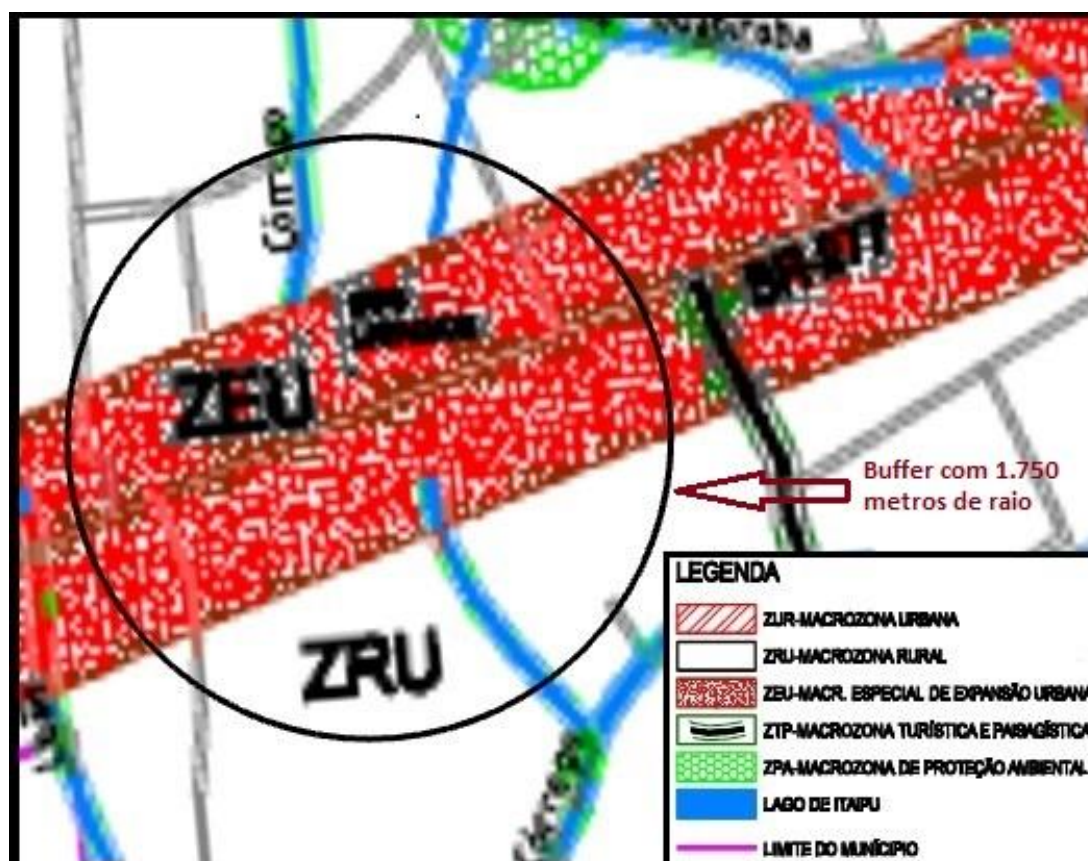 Córrego
ZEU
BR-277
Buffer com 1.750
metros de raio
ZRU
Córrego
LEGENDA
ZUR-MACROZONA URBANA
ZRU-MACROZONA RURAL
ZEU-MACR. ESPECIAL DE EXPANSÃO URBANA
ZTP-MACROZONA TURÍSTICA E PAISAGÍSTICA
ZPA-MACROZONA DE PROTEÇÃO AMBIENTAL
LAGO DE ITAIPU
LIMITE DO MUNÍCIPIO